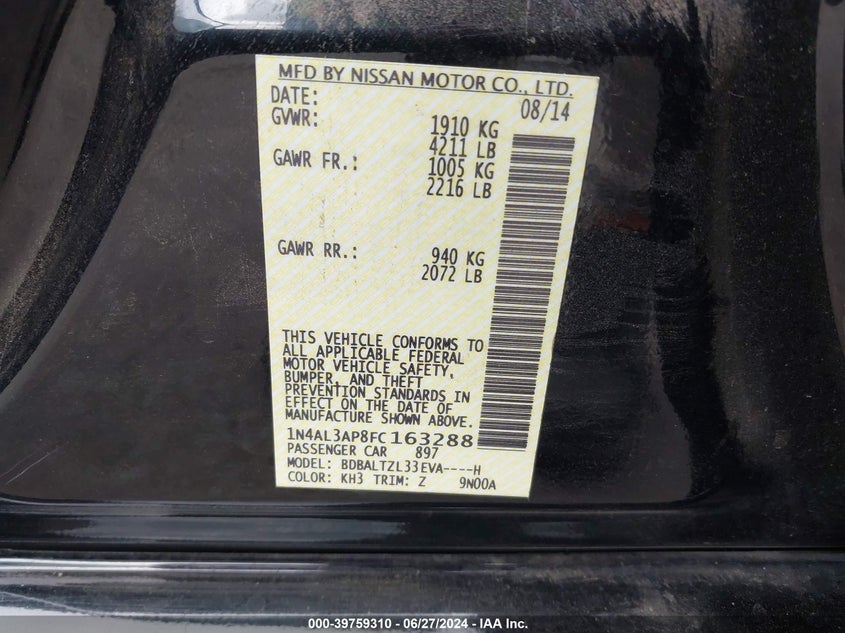 MFD BY NISSAN MOTOR CO., LTD.
DATE: 08/14
GVWR: 1910 KG
4211 LB
GAWR FR.: 1005 KG
2216 LB
GAWR RR.: 940 KG
2072 LB
THIS VEHICLE CONFORMS TO
ALL APPLICABLE FEDERAL
MOTOR VEHICLE SAFETY,
BUMPER, AND THEFT
PREVENTION STANDARDS IN
EFFECT ON THE DATE OF
MANUFACTURE SHOWN ABOVE.
1N4AL3AP8FC163288
PASSENGER CAR 897
MODEL: BDBALTZL33EVA----H
COLOR: KH3 TRIM: Z 9N00A
000-39759310 - 06/27/2024 - IAA Inc.